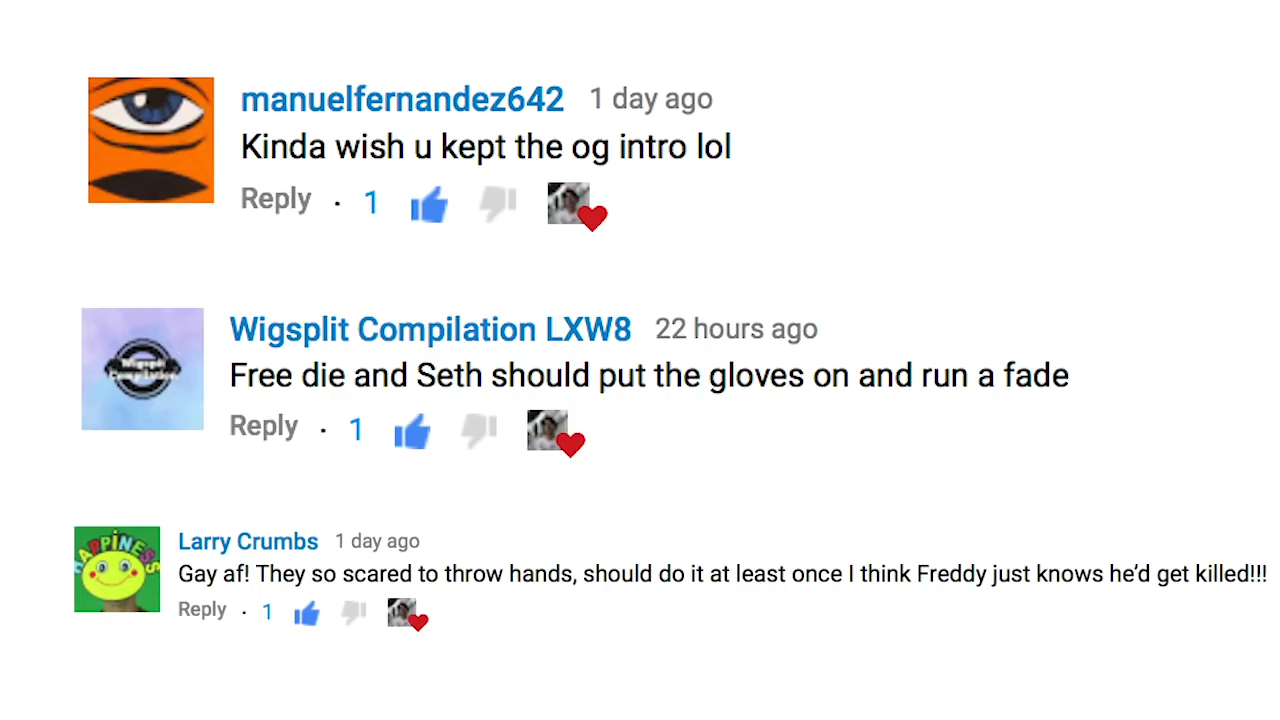 manuelfernandez642 1 day ago
Kinda wish u kept the og intro lol
Reply · 1
Wigsplit Compilation LXW8 22 hours ago
Free die and Seth should put the gloves on and run a fade
Reply · 1
Wigsplit
Compilation
HAPPINESS
Larry Crumbs 1 day ago
Gay af! They so scared to throw hands, should do it at least once I think Freddy just knows he’d get killed!!!
Reply · 1